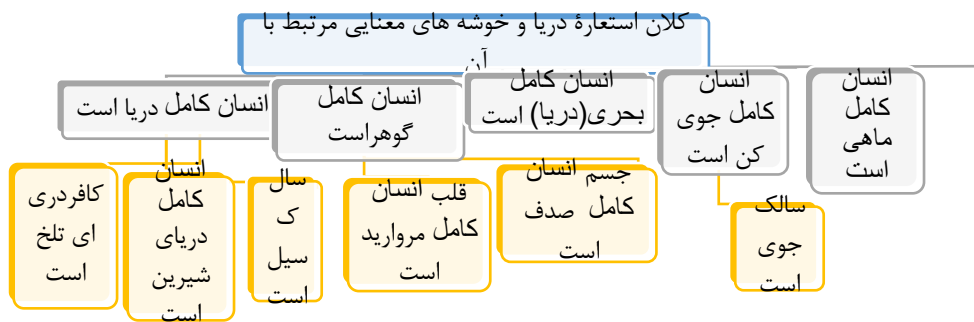 کلان استعارۀ دریا و خوشه های معنایی مرتبط با
آن
انسان
کامل
ماهی
است
انسان
کامل جوی
کن است
انسان کامل
بحری(دریا) است
انسان کامل
گوهراست
انسان کامل دریا است
سالک
جوی
است
جسم انسان
کامل صدف
است
قلب انسان
کامل مروارید
است
سال
ک
سیل
است
انسان
کامل
دریای
شیرین
است
کافردری
ای تلخ
است